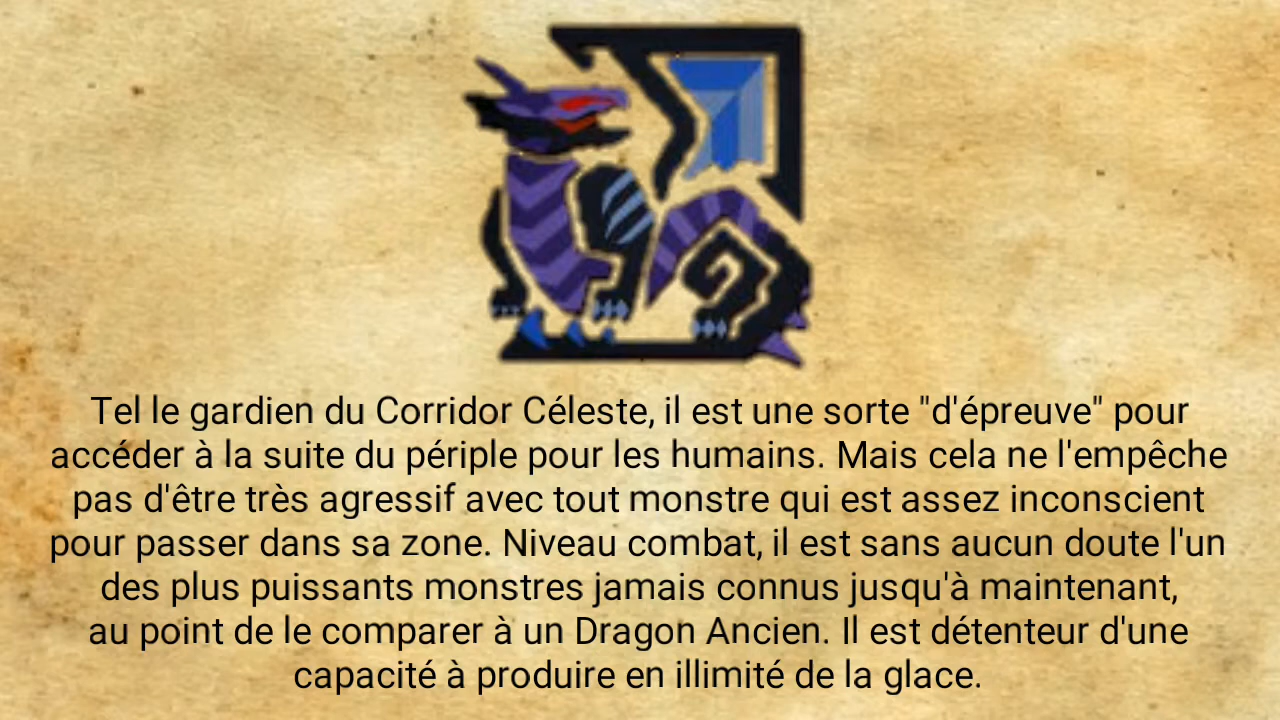 Tel le gardien du Corridor Céleste, il est une sorte "d'épreuve" pour
accéder à la suite du périple pour les humains. Mais cela ne l'empêche
pas d'être très agressif avec tout monstre qui est assez inconscient
pour passer dans sa zone. Niveau combat, il est sans aucun doute l'un
des plus puissants monstres jamais connus jusqu'à maintenant,
au point de le comparer à un Dragon Ancien. Il est détenteur d'une
capacité à produire en illimité de la glace.